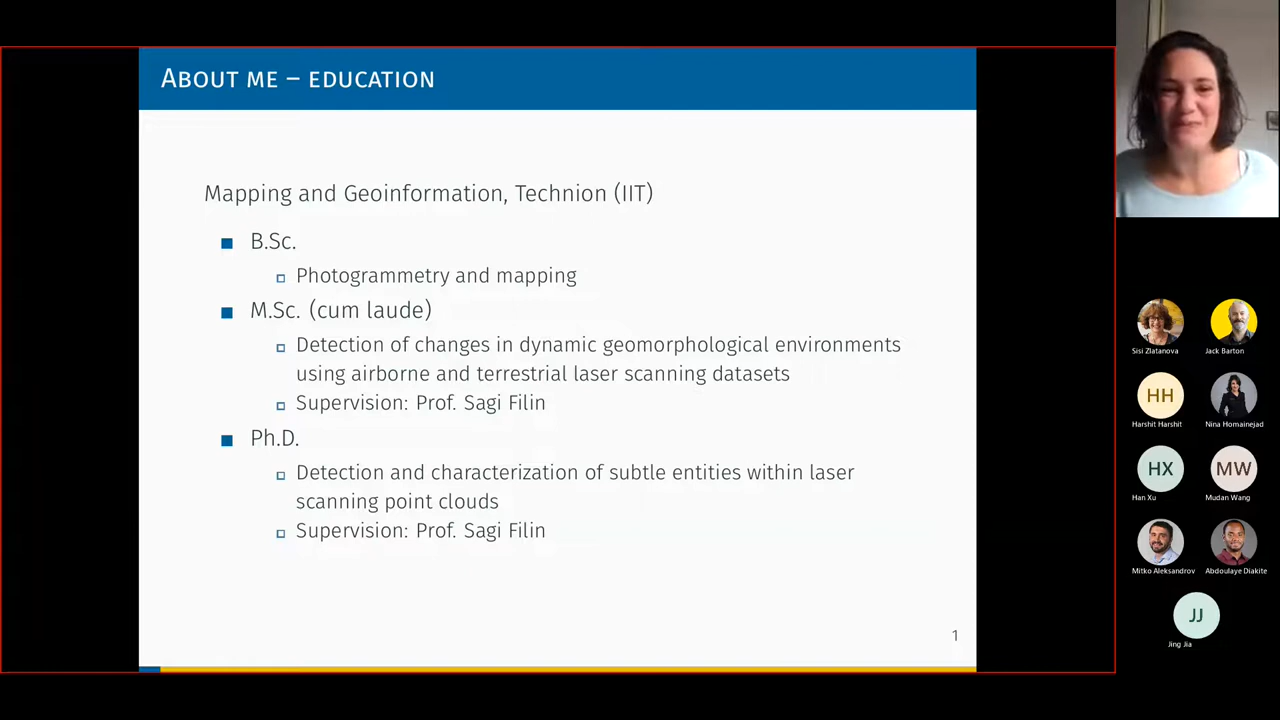 ABOUT ME – EDUCATION
Mapping and Geoinformation, Technion (IIT)
B.Sc.
Photogrammetry and mapping
M.Sc. (cum laude)
Detection of changes in dynamic geomorphological environments
using airborne and terrestrial laser scanning datasets
Supervision: Prof. Sagi Filin
Ph.D.
Detection and characterization of subtle entities within laser
scanning point clouds
Supervision: Prof. Sagi Filin
1
Sisi Zlatanova
Jack Barton
HH
Harshit Harshit
Nina Homainejad
HX
MW
Han Xu
Mudan Wang
Mitko Aleksandrov
Abdoulaye Diakite
JJ
Jing Jia